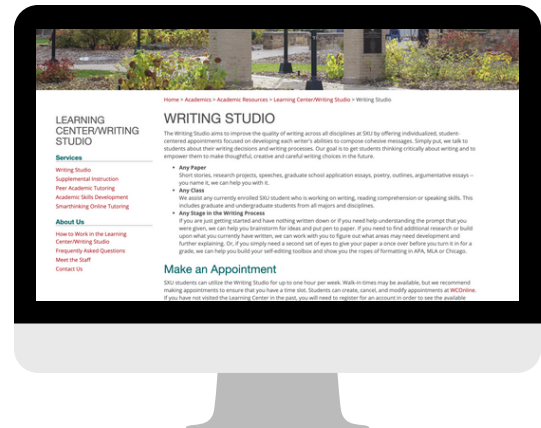 Home > Academics > Academic Resources > Learning Center/Writing Studio > Writing Studio
LEARNING
CENTER/WRITING
STUDIO
Services
Writing Studio
Supplemental Instruction
Peer Academic Tutoring
Academic Skills Development
Smarthinking Online Tutoring
About Us
How to Work in the Learning
Center/Writing Studio
Frequently Asked Questions
Meet the Staff
Contact Us
WRITING STUDIO
The Writing Studio aims to improve the quality of writing across all disciplines at SXU by offering individualized, student-
centered appointments focused on developing each writer's abilities to compose cohesive messages. Simply put, we talk to
students about their writing decisions and writing processes. Our goal is to get students thinking critically about writing and to
empower them to make thoughtful, creative and careful writing choices in the future.
• Any Paper
Short stories, research projects, speeches, graduate school application essays, poetry, outlines, argumentative essays –
you name it, we can help you with it.
• Any Class
We assist any currently enrolled SXU student who is working on writing, reading comprehension or speaking skills. This
includes graduate and undergraduate students from all majors and disciplines.
• Any Stage in the Writing Process
If you are just getting started and have nothing written down or if you need help understanding the prompt that you
were given, we can help you brainstorm for ideas and put pen to paper. If you need to find additional research or build
upon what you currently have written, we can work with you to figure out what areas may need development and
further explaining. Or, if you simply need a second set of eyes to give your paper a once over before you turn it in for a
grade, we can help you build your self-editing toolbox and show you the ropes of formatting in APA, MLA or Chicago.
Make an Appointment
SXU students can utilize the Writing Studio for up to one hour per week. Walk-in times may be available, but we recommend
making appointments to ensure that you have a time slot. Students can create, cancel, and modify appointments at WCOnline.
If you have not visited the Learning Center in the past, you will need to register for an account in order to see the available